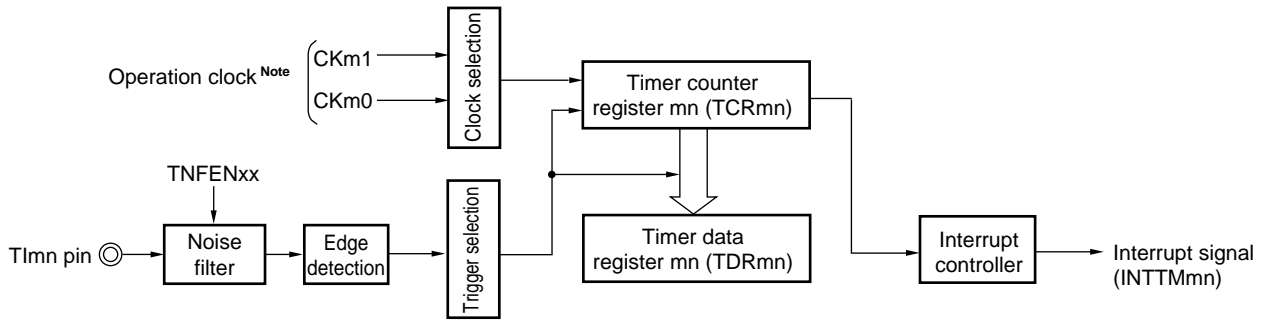 Operation clock Note
CKm1
CKm0
Clock selection
Timer counter
register mn (TCRmn)
TNFENxx
TImn pin
Noise
filter
Edge
detection
Trigger selection
Timer data
register mn (TDRmn)
Interrupt
controller
Interrupt signal
(INTTMmn)